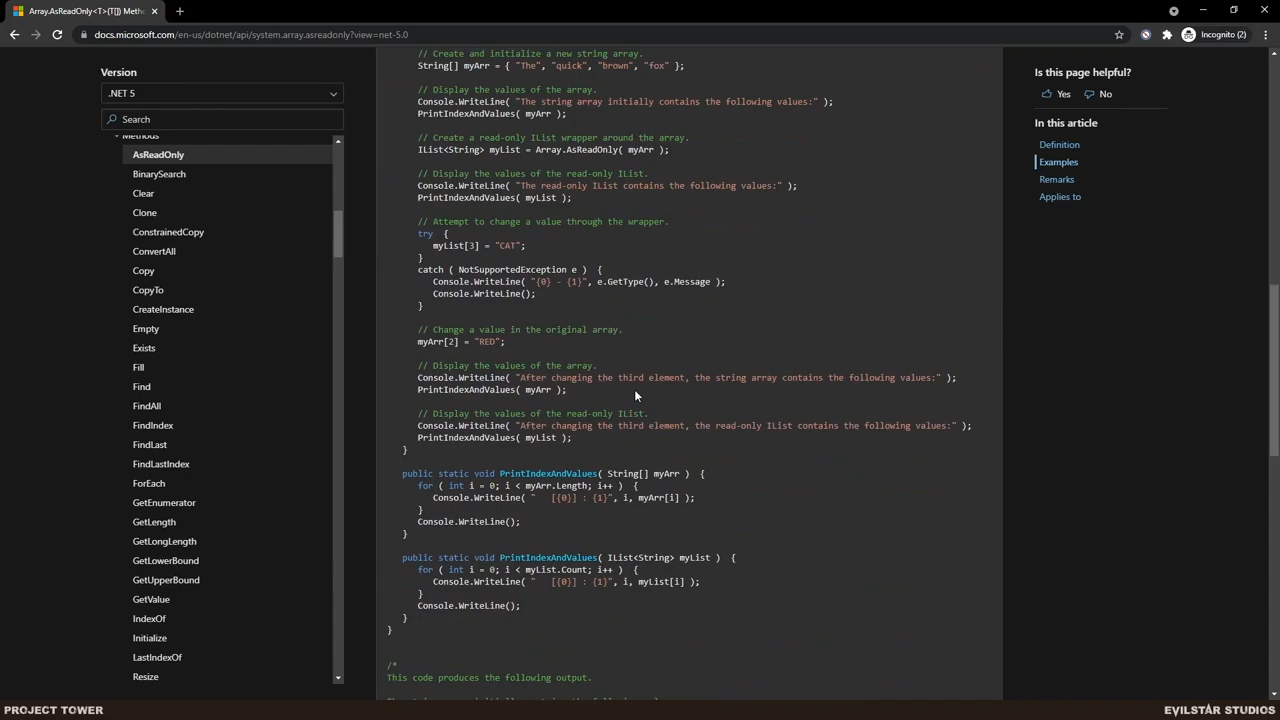 Array.AsReadOnly<T>(T[]) Meth
Incognito (2)
docs.microsoft.com/en-us/dotnet/api/system.array.asreadonly?view=net-5.0
Version
.NET 5
Search
Methods
AsReadOnly
BinarySearch
Clear
Clone
ConstrainedCopy
ConvertAll
Copy
CopyTo
CreateInstance
Empty
Exists
Fill
Find
FindAll
FindIndex
FindLast
FindLastIndex
ForEach
GetEnumerator
GetLength
GetLongLength
GetLowerBound
GetUpperBound
GetValue
IndexOf
Initialize
LastIndexOf
Resize
// Create and initialize a new string array.
String[] myArr = { "The", "quick", "brown", "fox" };
// Display the values of the array.
Console.WriteLine( "The string array initially contains the following values:" );
PrintIndexAndValues( myArr );
// Create a read-only IList wrapper around the array.
IList<String> myList = Array.AsReadOnly( myArr );
// Display the values of the read-only IList.
Console.WriteLine( "The read-only IList contains the following values:" );
PrintIndexAndValues( myList );
// Attempt to change a value through the wrapper.
try  {
myList[3] = "CAT";
}
catch ( NotSupportedException e )  {
Console.WriteLine( "{0} - {1}", e.GetType(), e.Message );
Console.WriteLine();
}
// Change a value in the original array.
myArr[2] = "RED";
// Display the values of the array.
Console.WriteLine( "After changing the third element, the string array contains the following values:" );
PrintIndexAndValues( myArr );
// Display the values of the read-only IList.
Console.WriteLine( "After changing the third element, the read-only IList contains the following values:" );
PrintIndexAndValues( myList );
}
public static void PrintIndexAndValues( String[] myArr )  {
for ( int i = 0; i < myArr.Length; i++ )  {
Console.WriteLine( "   [{0}] : {1}", i, myArr[i] );
}
Console.WriteLine();
}
public static void PrintIndexAndValues( IList<String> myList )  {
for ( int i = 0; i < myList.Count; i++ )  {
Console.WriteLine( "   [{0}] : {1}", i, myList[i] );
}
Console.WriteLine();
}
}
/*
This code produces the following output.
Is this page helpful?
Yes
No
In this article
Definition
Examples
Remarks
Applies to
PROJECT TOWER
EVILSTAR STUDIOS